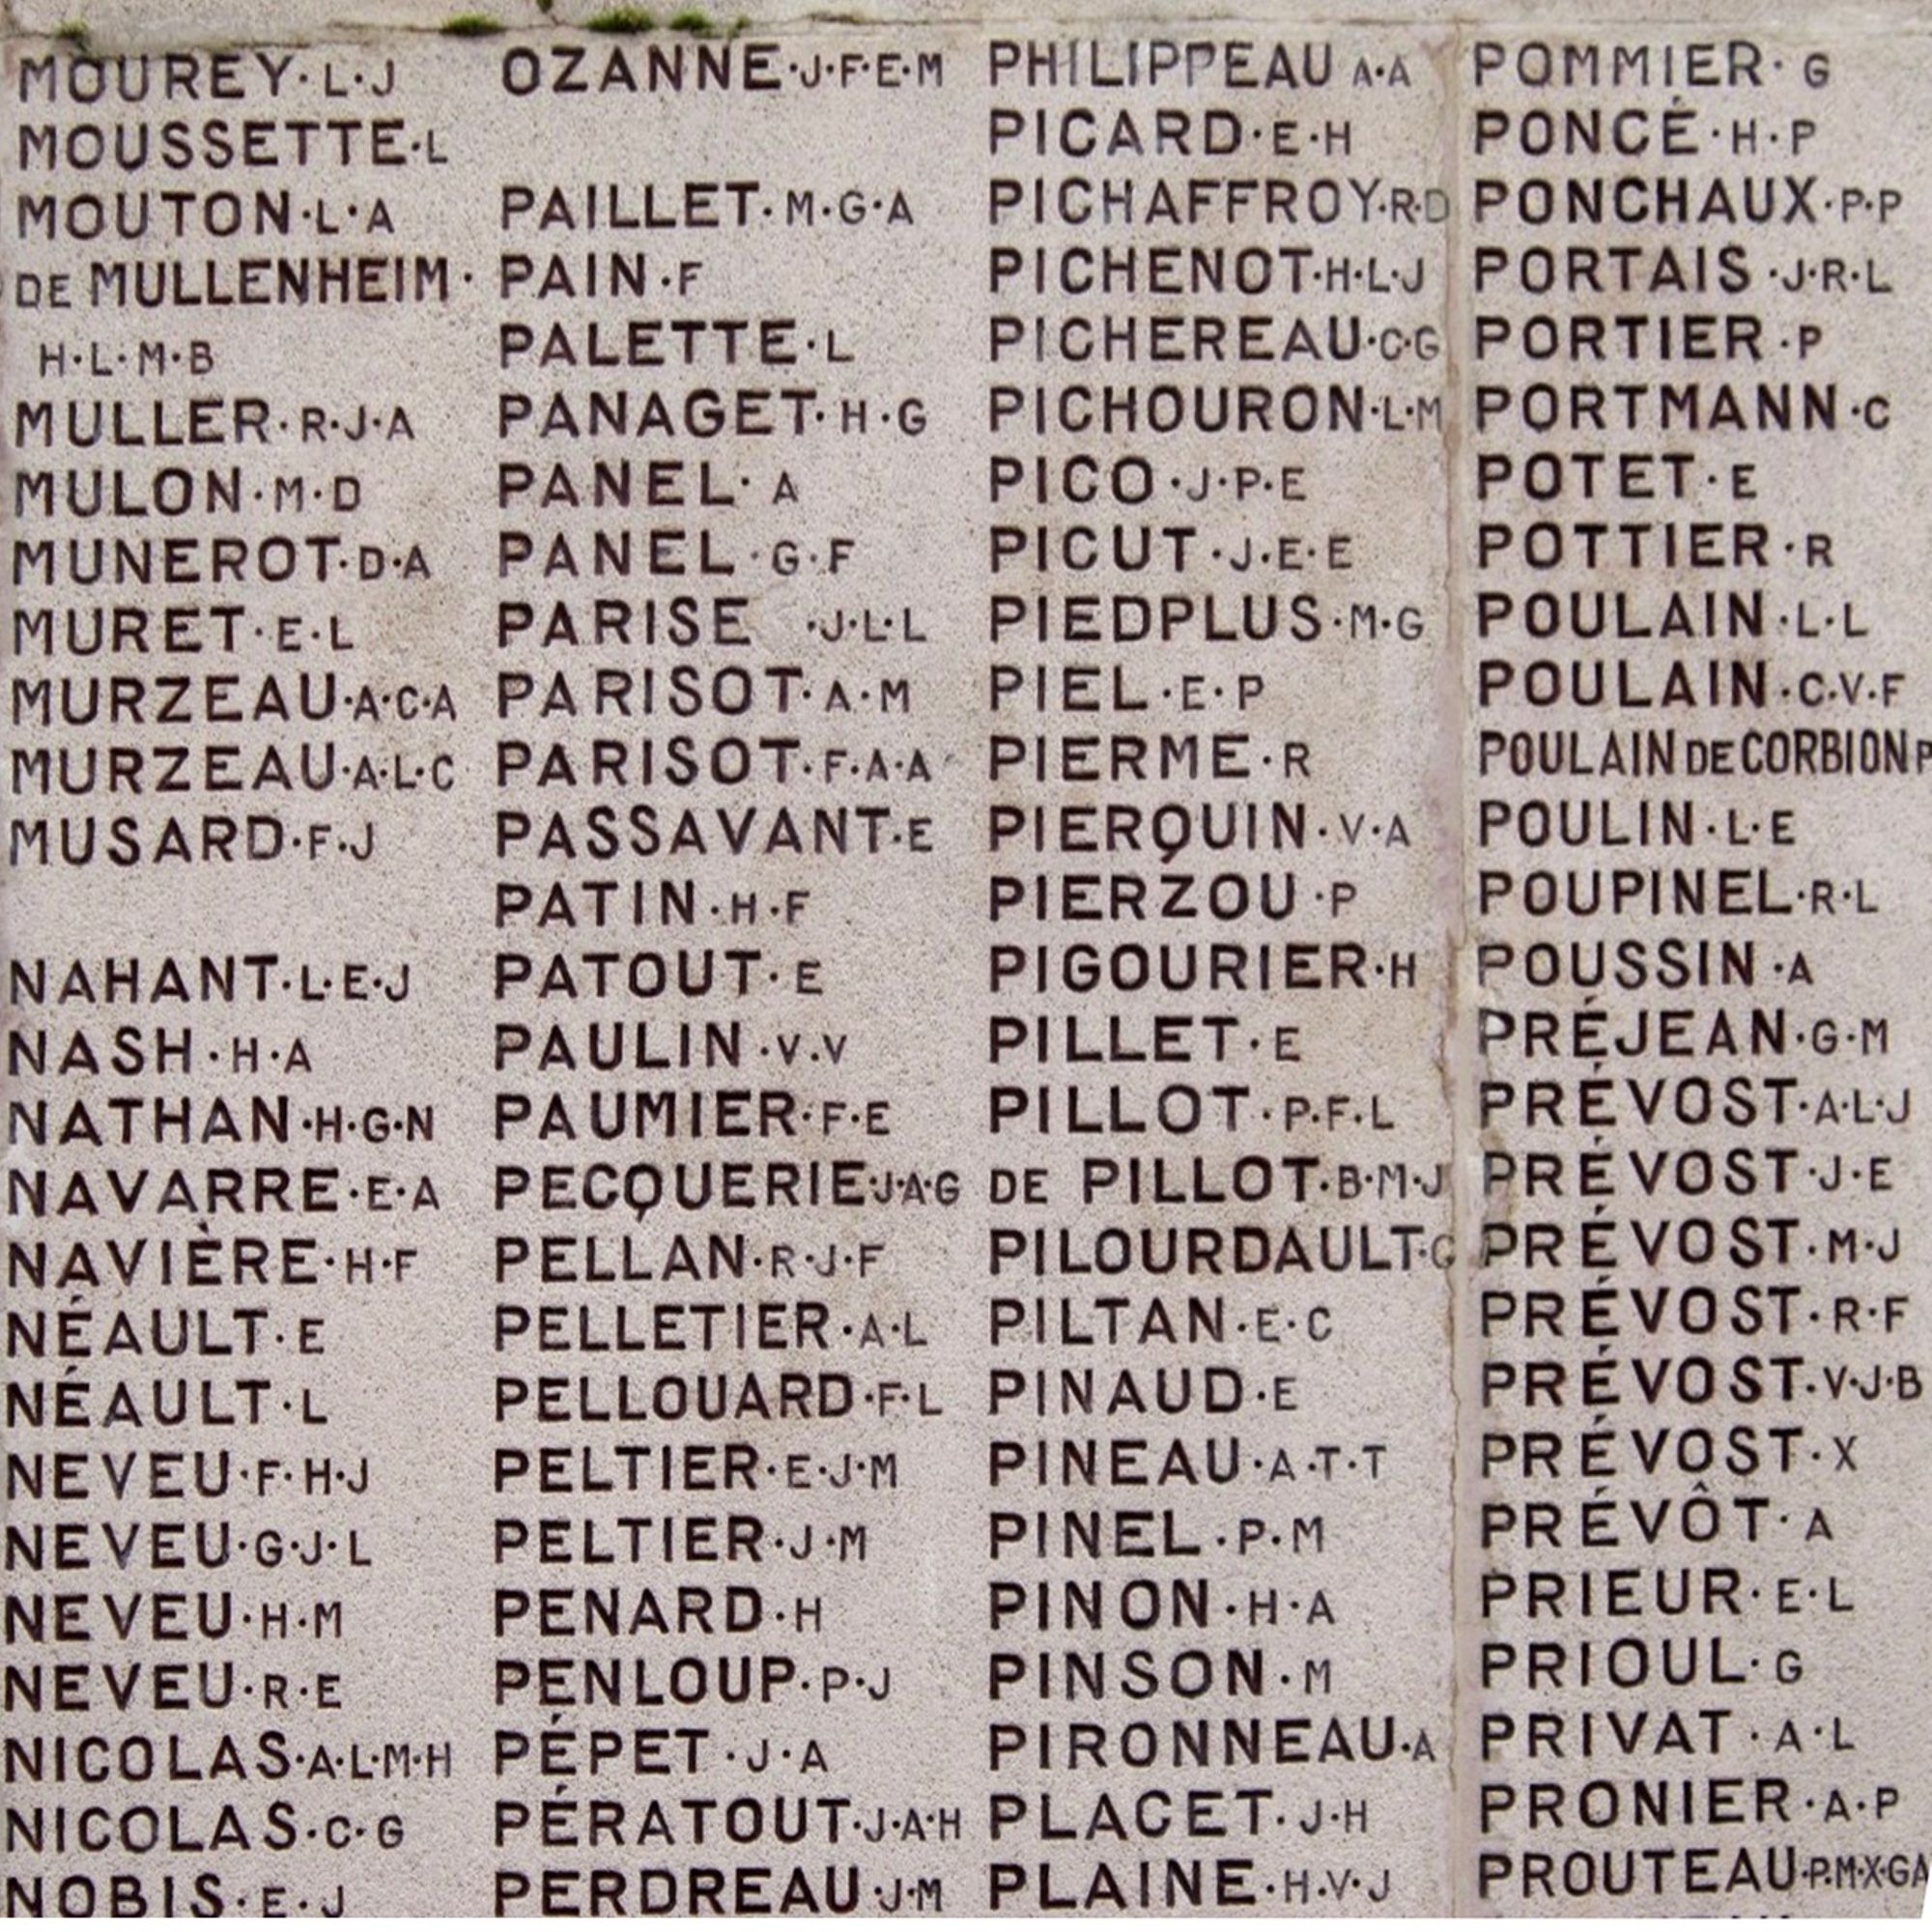 MOUREY·L·J
MOUSSETTE·L
MOUTON·L·A
DE MULLENHEIM·
H·L·M·B
MULLER·R·J·A
MULON·M·D
MUNEROT·D·A
MURET·E·L
MURZEAU·A·C·A
MURZEAU·A·L·C
MUSARD·F·J
NAHANT·L·E·J
NASH·H·A
NATHAN·H·G·N
NAVARRE·E·A
NAVIÈRE·H·F
NÉAULT·E
NÉAULT·L
NEVEU·F·H·J
NEVEU·G·J·L
NEVEU·H·M
NEVEU·R·E
NICOLAS·A·L·M·H
NICOLAS·C·G
NOBIS·E·J
OZANNE·J·F·E·M
PAILLET·M·G·A
PAIN·F
PALETTE·L
PANAGET·H·G
PANEL·A
PANEL·G·F
PARISE ·J·L·L
PARISOT·A·M
PARISOT·F·A·A
PASSAVANT·E
PATIN·H·F
PATOUT·E
PAULIN·V·V
PAUMIER·F·E
PECQUERIE·J·A·G
PELLAN·R·J·F
PELLETIER·A·L
PELLOUARD·F·L
PELTIER·E·J·M
PELTIER·J·M
PENARD·H
PENLOUP·P·J
PÉPET·J·A
PÉRATOUT·J·A·H
PERDREAU·J·M
PHILIPPEAU A·A
PICARD·E·H
PICHAFFROY·R·D
PICHENOT·H·L·J
PICHEREAU·C·G
PICHOURON·L·M
PICO·J·P·E
PICUT·J·E·E
PIEDPLUS·M·G
PIEL·E·P
PIERME·R
PIERQUIN·V·A
PIERZOU·P
PIGOURIER·H
PILLET·E
PILLOT·P·F·L
DE PILLOT·B·M·J
PILOURDAULT·G
PILTAN·E·C
PINAUD·E
PINEAU·A·T·T
PINEL·P·M
PINON·H·A
PINSON·M
PIRONNEAU·A
PLACET·J·H
PLAINE·H·V·J
POMMIER·G
PONCÉ·H·P
PONCHAUX·P·P
PORTAIS·J·R·L
PORTIER·P
PORTMANN·C
POTET·E
POTTIER·R
POULAIN·L·L
POULAIN·C·V·F
POULAIN DE CORBION P
POULIN·L·E
POUPINEL·R·L
POUSSIN·A
PRÉJEAN·G·M
PRÉVOST·A·L·J
PRÉVOST·J·E
PRÉVOST·M·J
PRÉVOST·R·F
PRÉVOST·V·J·B
PRÉVOST·X
PRÉVÔT·A
PRIEUR·E·L
PRIOUL·G
PRIVAT·A·L
PRONIER·A·P
PROUTEAU·P·M·X·G·A